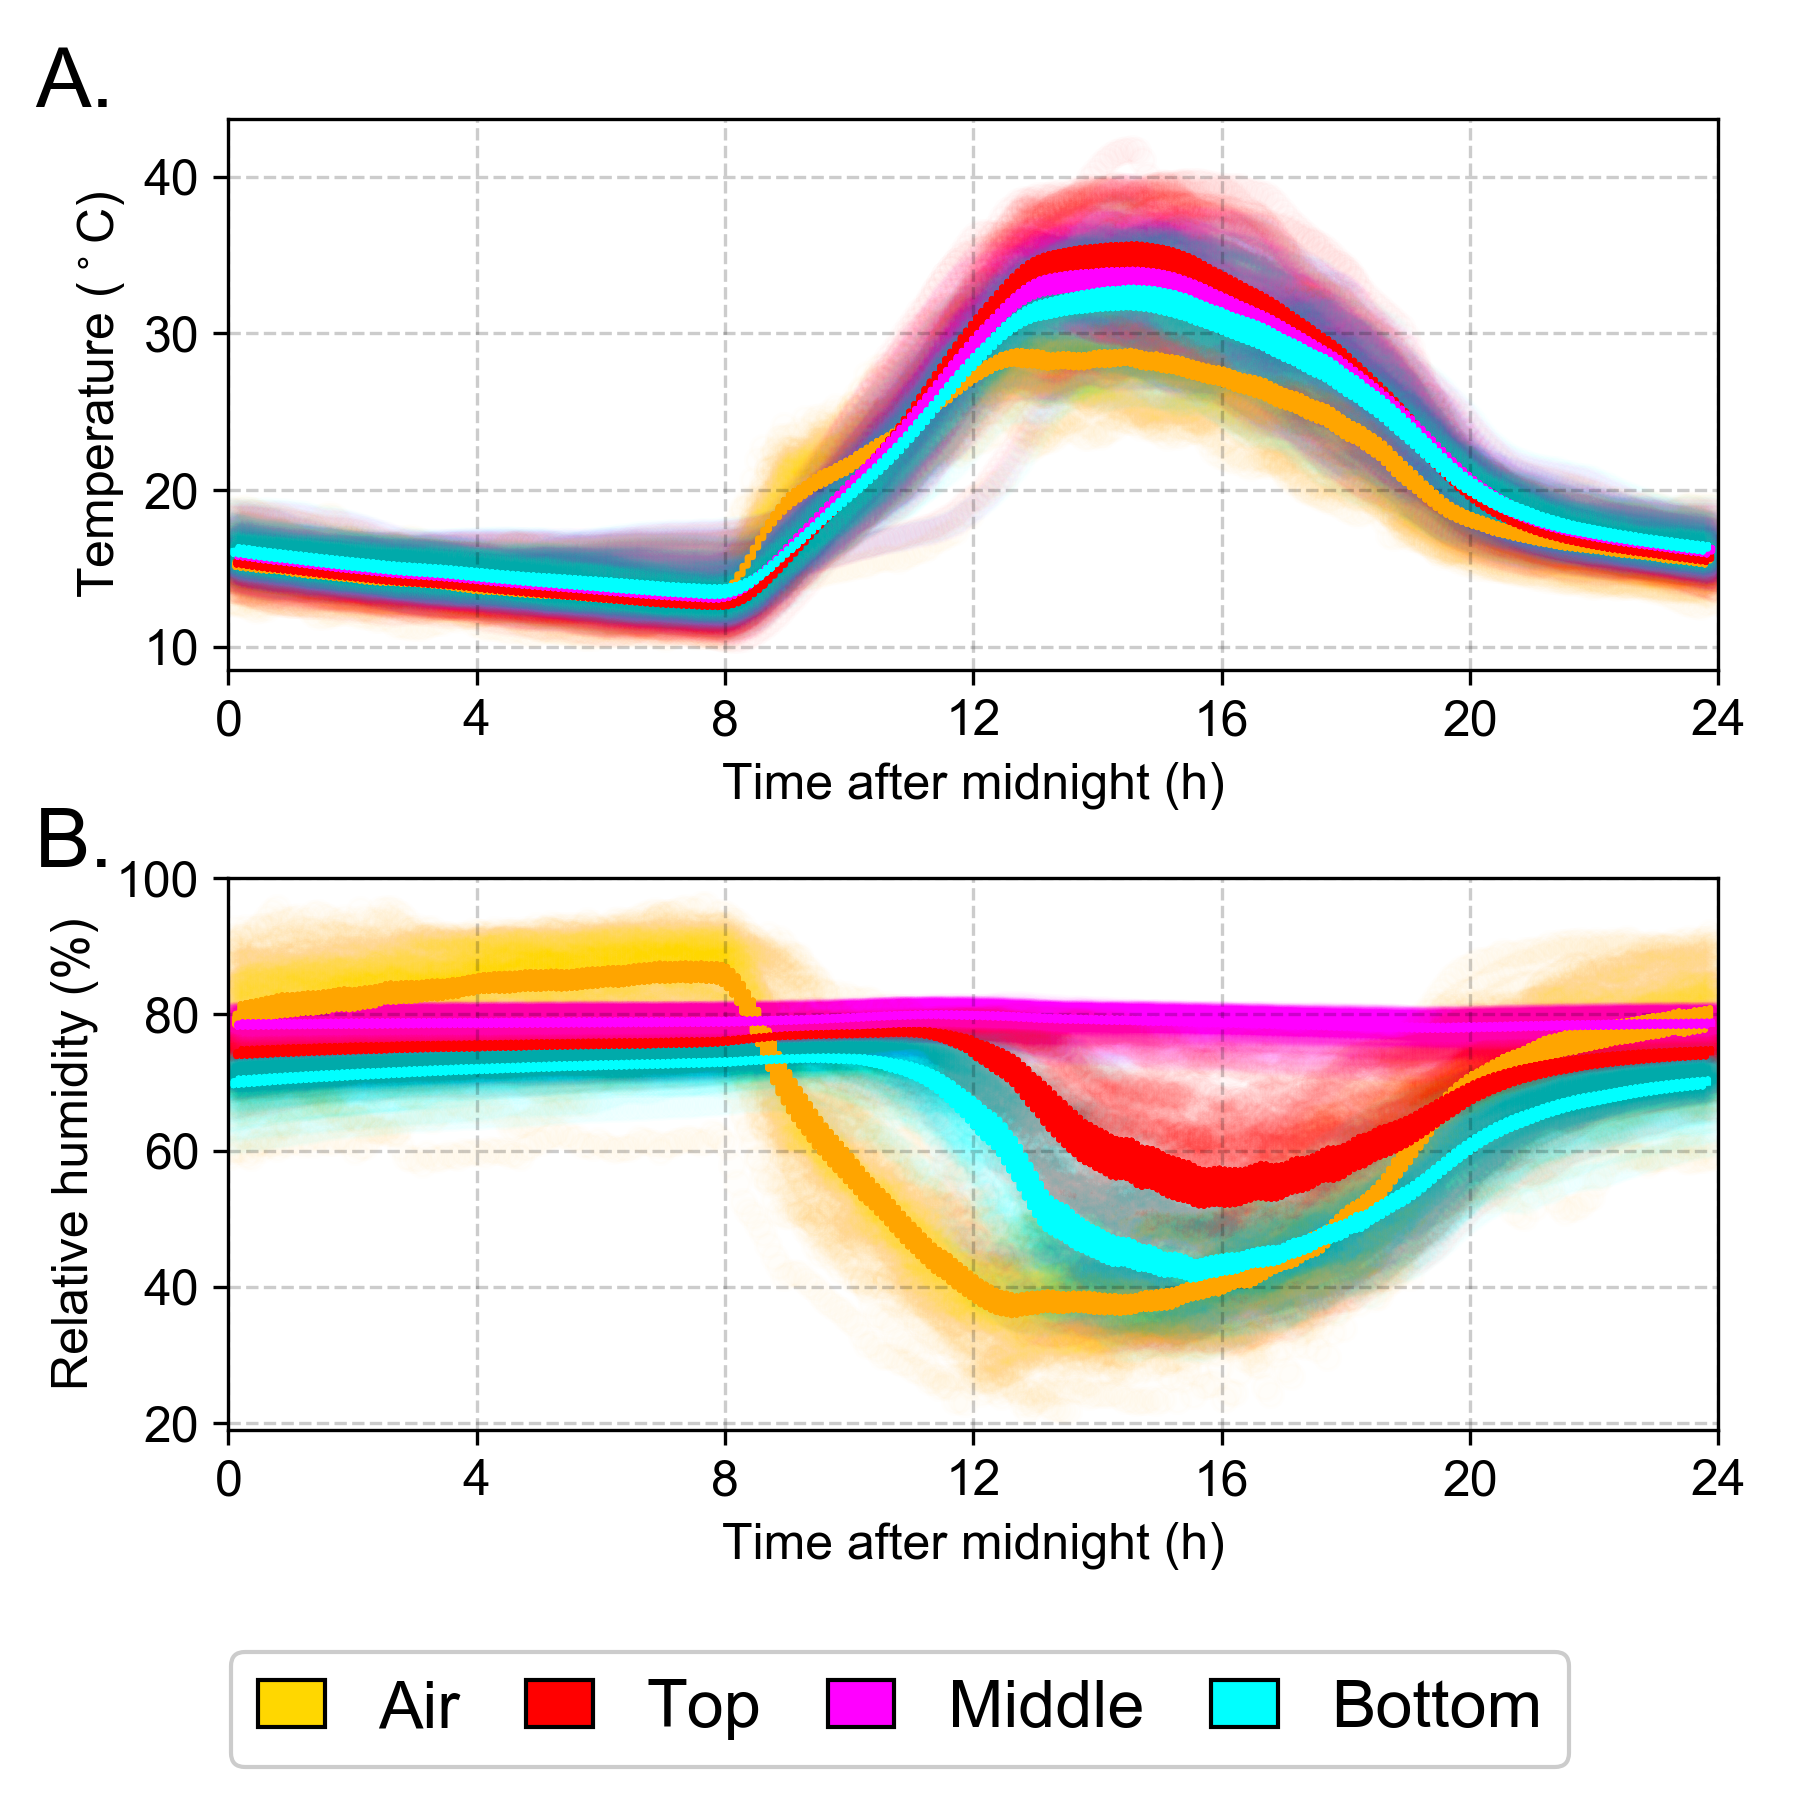 A.
Temperature (°C)
40
30
20
10
0 4 8 12 16 20 24
Time after midnight (h)
B.
Relative humidity (%)
100
80
60
40
20
0 4 8 12 16 20 24
Time after midnight (h)
Air Top Middle Bottom